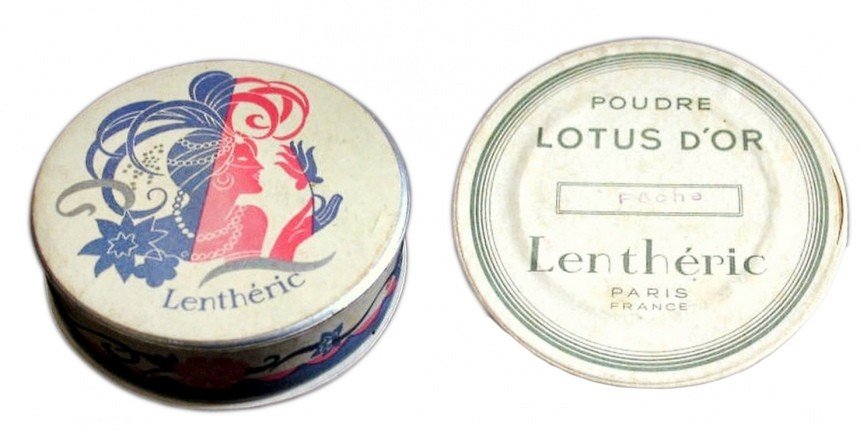 Lenthéric
POUDRE
LOTUS D'OR
Pêche
Lenthéric
PARIS
FRANCE